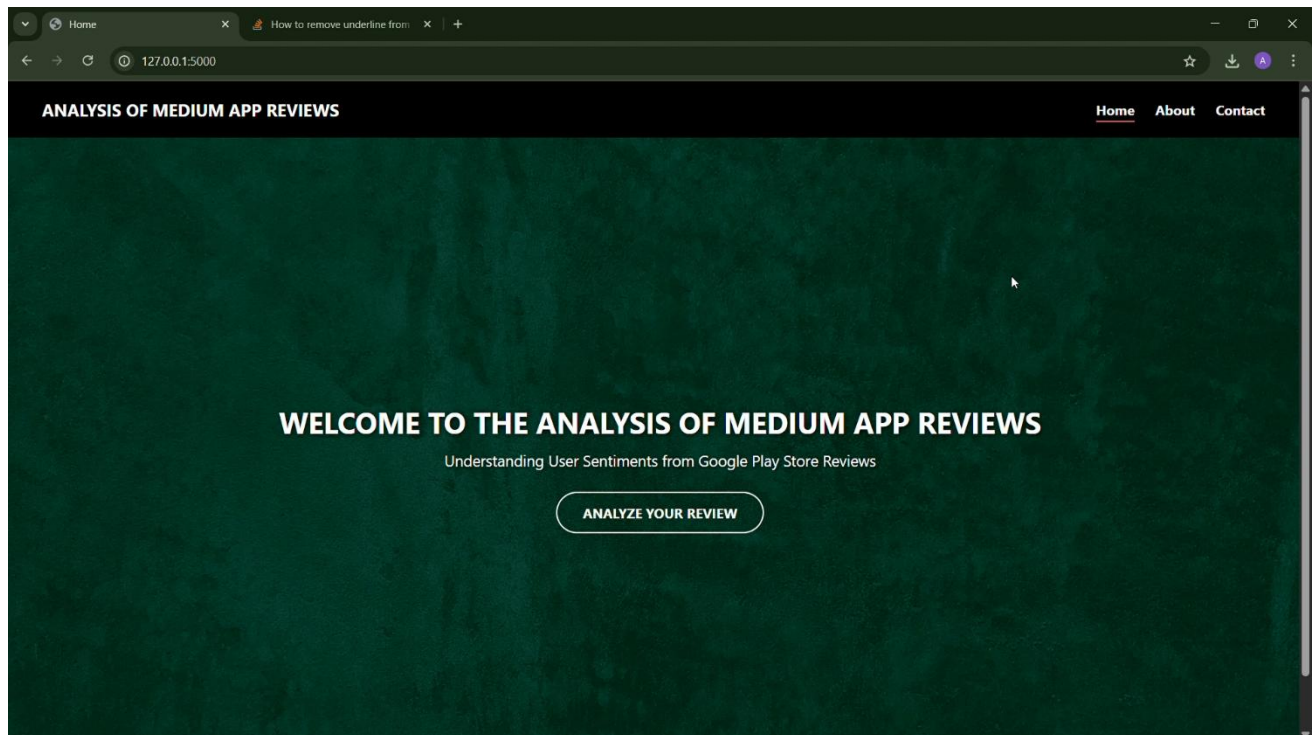 Home
How to remove underline from
127.0.0.1:5000
A
ANALYSIS OF MEDIUM APP REVIEWS
Home About Contact
WELCOME TO THE ANALYSIS OF MEDIUM APP REVIEWS
Understanding User Sentiments from Google Play Store Reviews
ANALYZE YOUR REVIEW